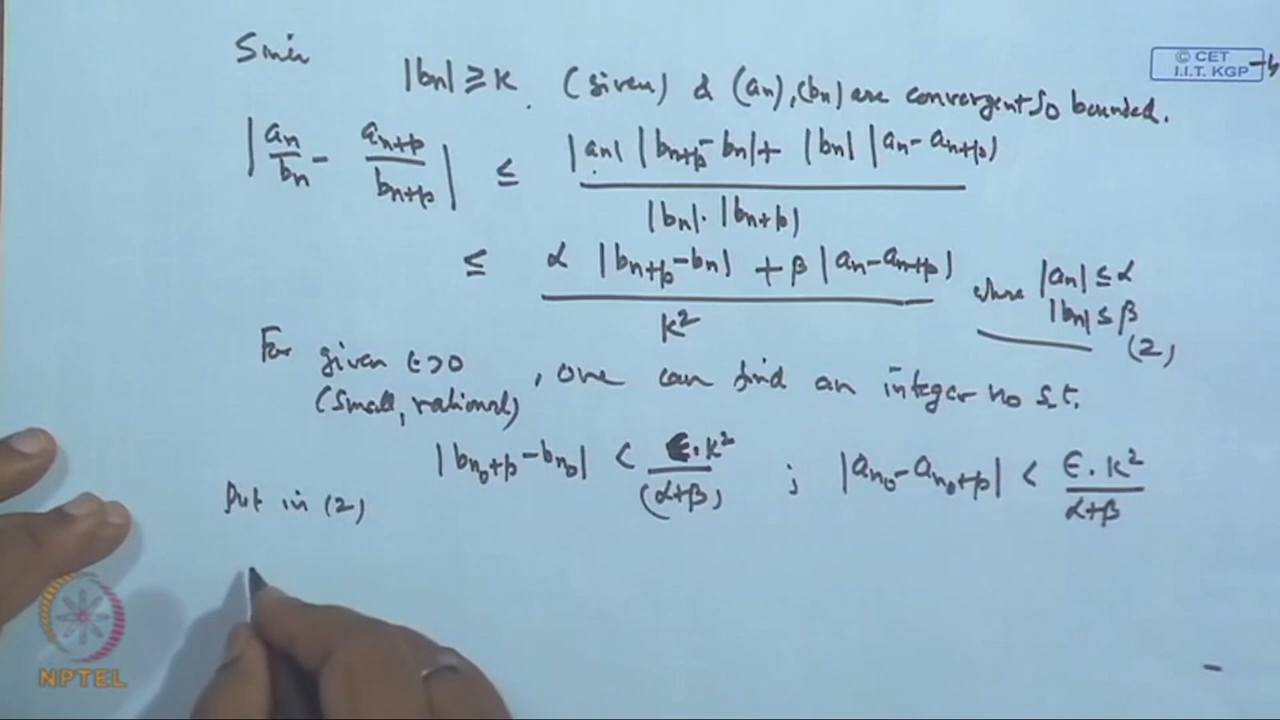 Since
© CET
I.I.T. KGP
|bn| ≥ K. (given) & (an), (bn) are convergent so bounded.
|an/bn - an+p/bn+p| ≤ (|an| |bn+p - bn| + |bn| |an - an+p|) / (|bn|·|bn+p|)
≤ (α |bn+p - bn| + β |an - an+p|) / K² where |an| ≤ α
|bn| ≤ β
(2)
For given ε>0, one can find an integer no s.t.
(small, rational)
|bn₀+p - bn₀| < ε·K²/(α+β) ; |an₀ - an₀+p| < ε·K²/α+β
Put in (2)
NPTEL